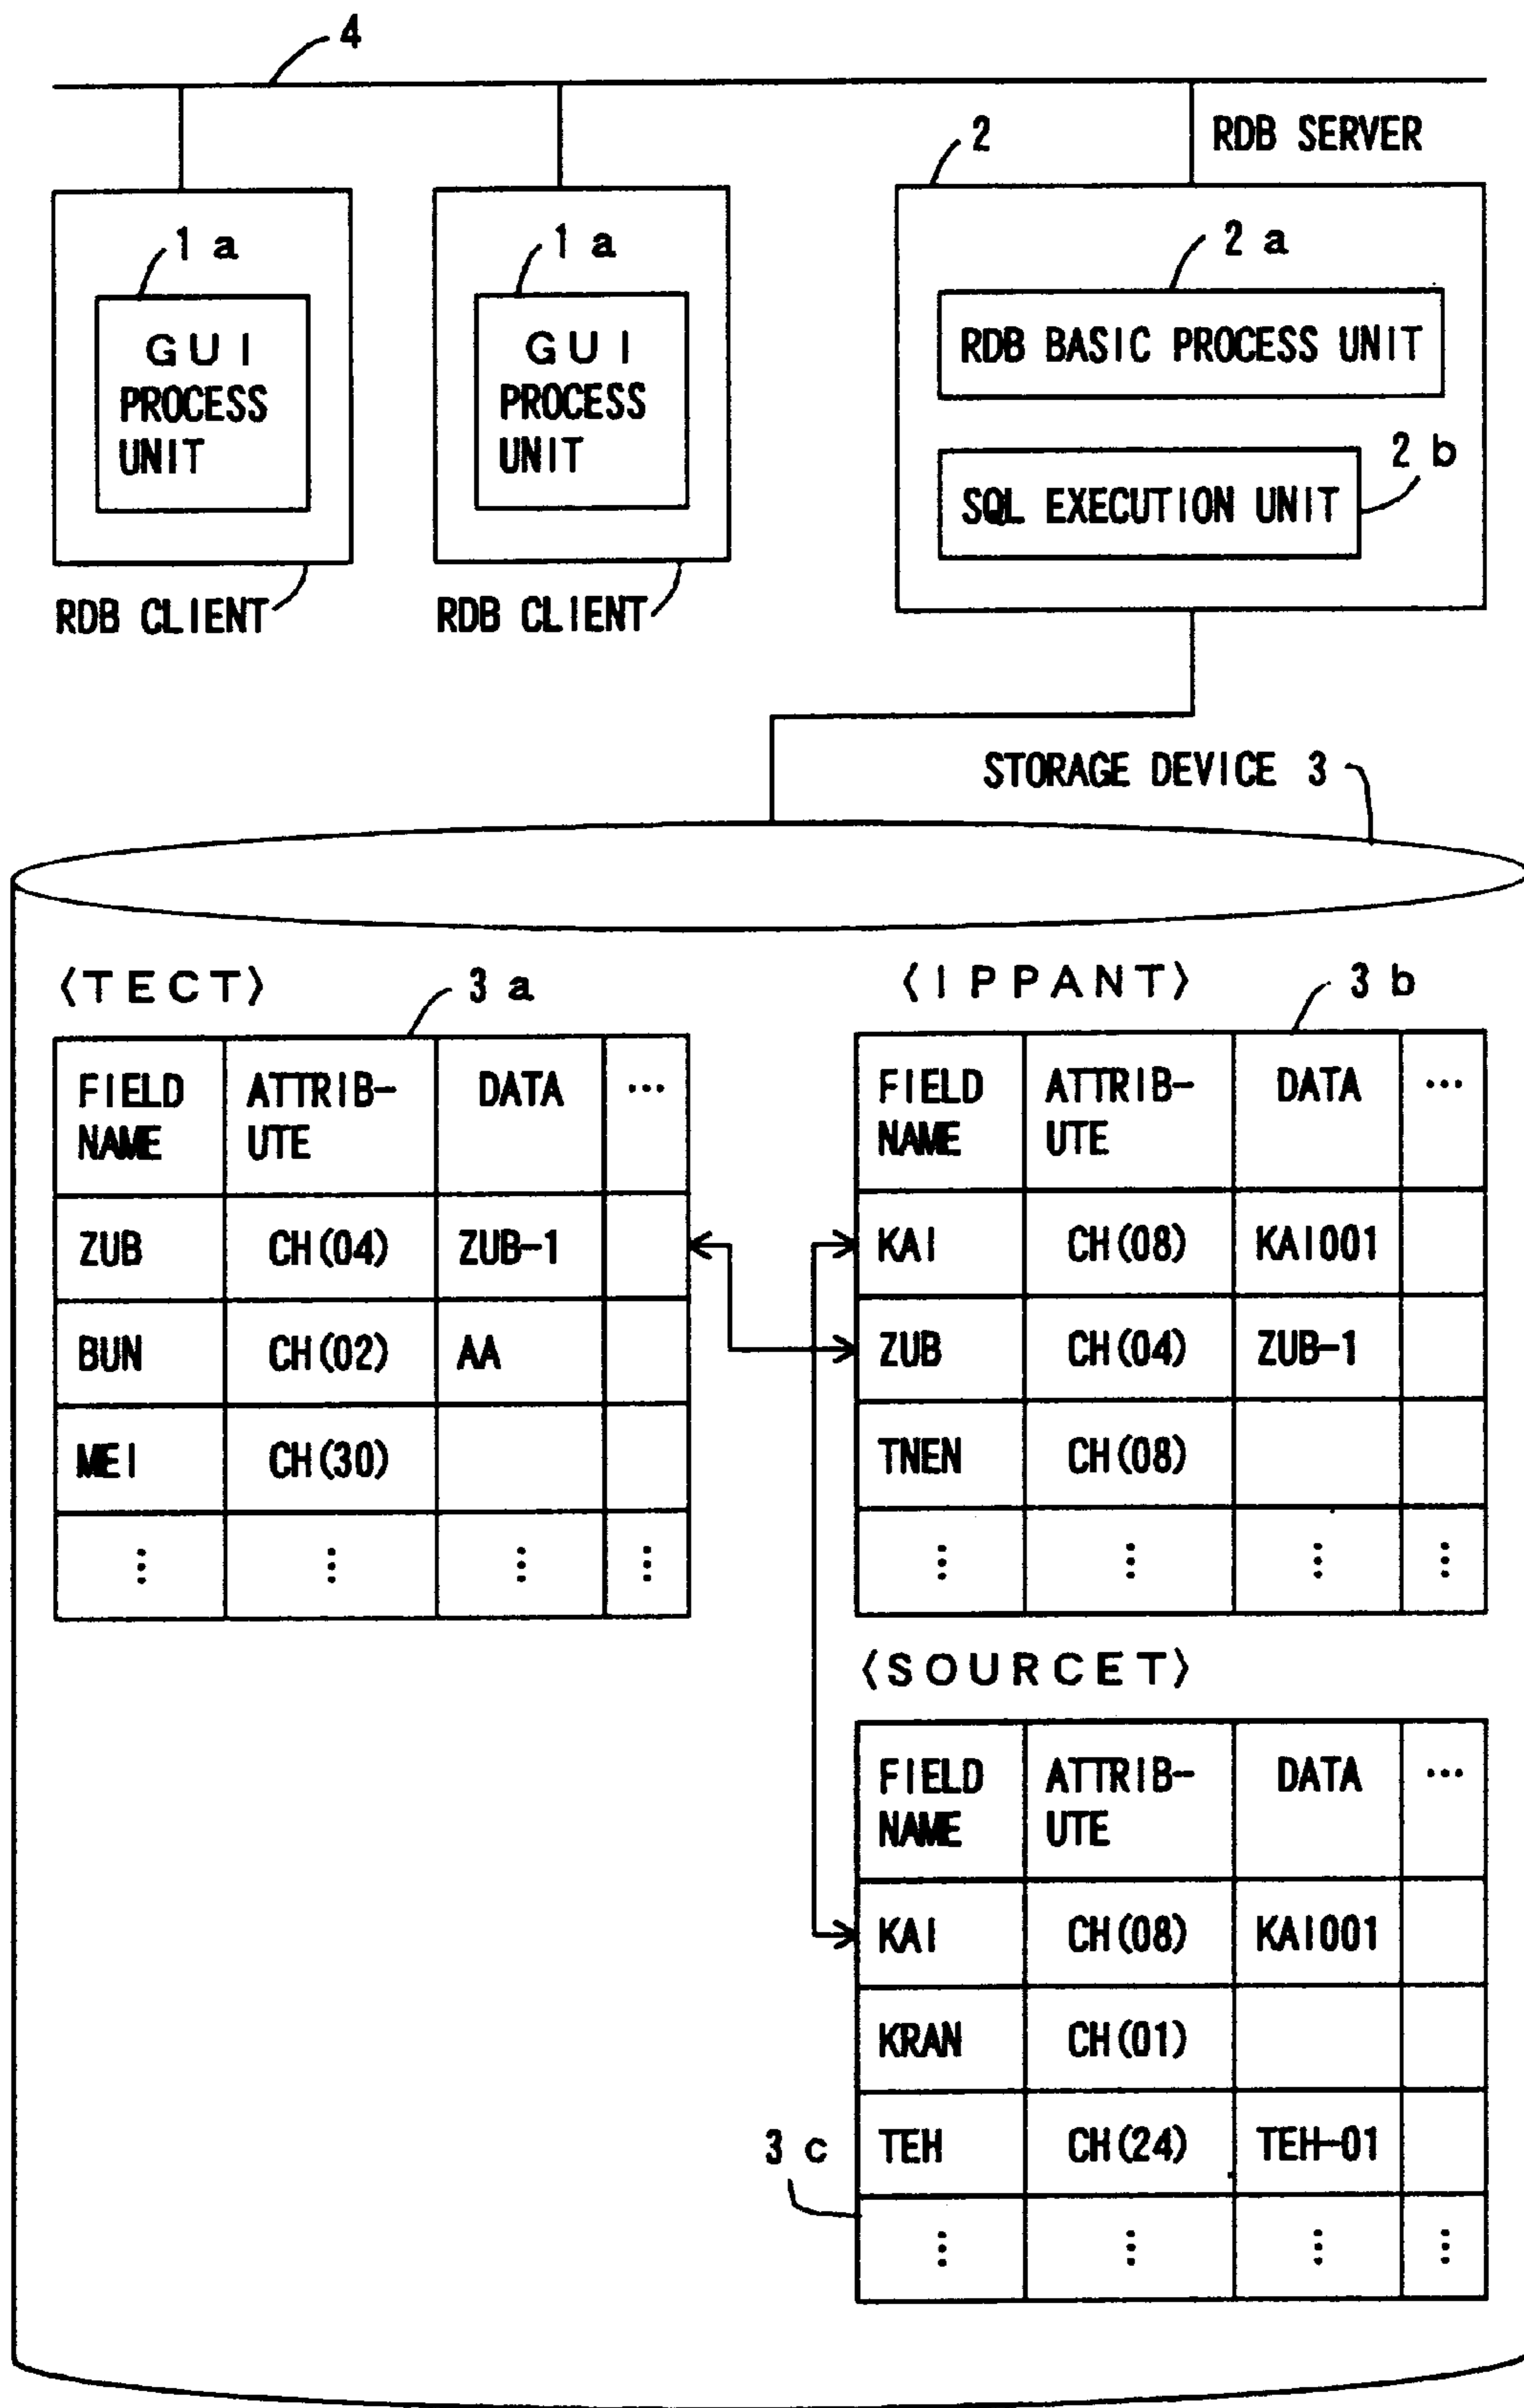 4
2
RDB SERVER
1 a
1 a
2 a
GUI
PROCESS
UNIT
GUI
PROCESS
UNIT
RDB BASIC PROCESS UNIT
2 b
SQL EXECUTION UNIT
RDB CLIENT
RDB CLIENT
STORAGE DEVICE 3
〈TECT〉
3 a
FIELD NAME ATTRIB- UTE DATA ...
ZUB CH(04) ZUB-1
BUN CH(02) AA
MEI CH(30)
⋮ ⋮ ⋮ ⋮
〈IPPANT〉
3 b
FIELD NAME ATTRIB- UTE DATA ...
KAI CH(08) KAI001
ZUB CH(04) ZUB-1
TNEN CH(08)
⋮ ⋮ ⋮ ⋮
〈SOURCET〉
FIELD NAME ATTRIB- UTE DATA ...
KAI CH(08) KAI001
KRAN CH(01)
3 c
TEH CH(24) TEH-01
⋮ ⋮ ⋮ ⋮